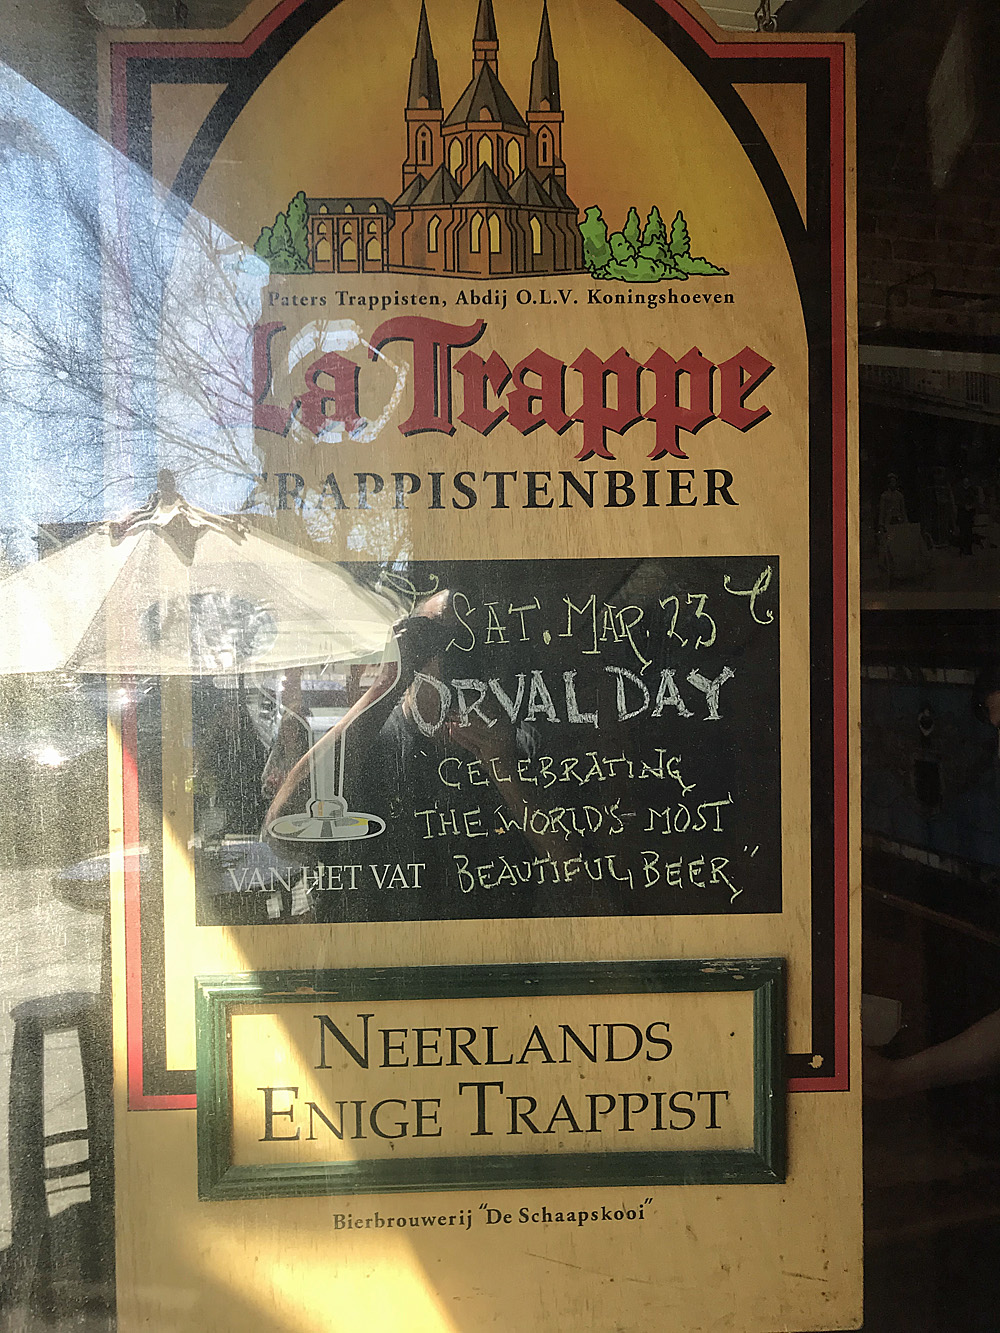 Paters Trappisten, Abdij O.L.V. Koningshoeven
La Trappe
TRAPPISTENBIER
SAT. MAR. 23
ORVAL DAY
"CELEBRATING
THE WORLD'S MOST
BEAUTIFUL BEER"
VAN HET VAT
NEERLANDS
ENIGE TRAPPIST
Bierbrouwerij "De Schaapskooi"